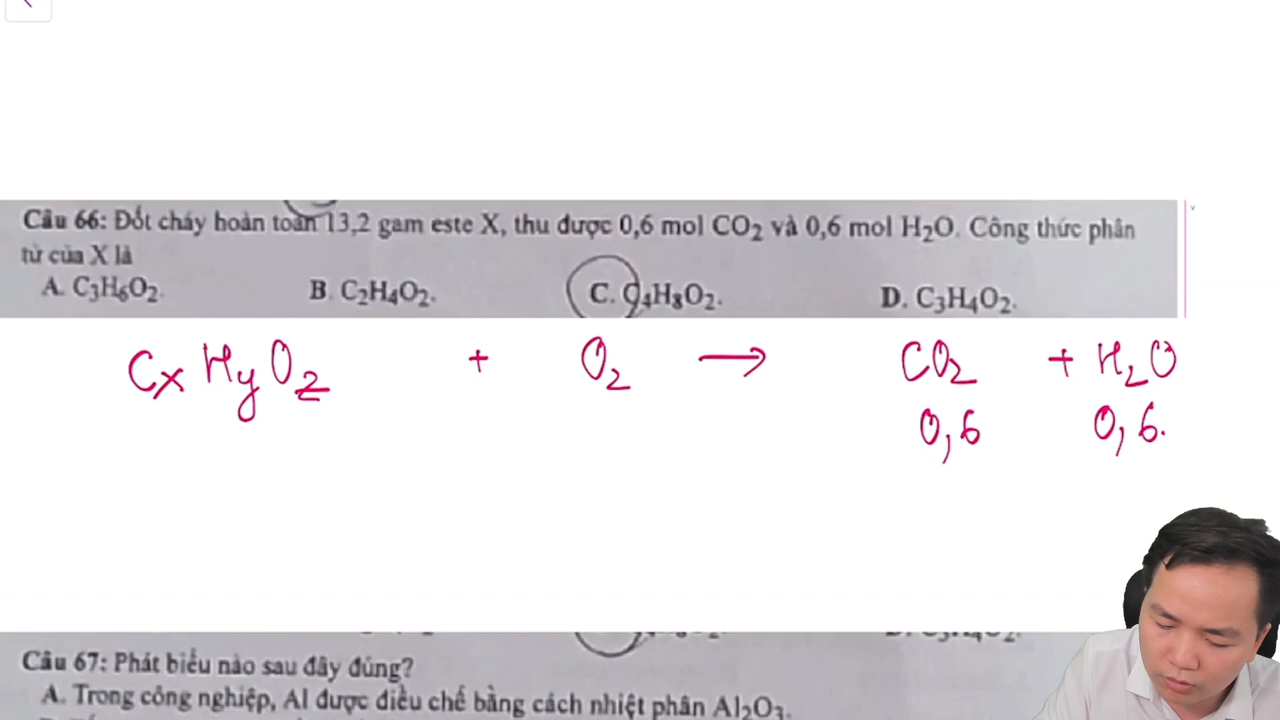 Câu 66: Đốt cháy hoàn toàn 13,2 gam este X, thu được 0,6 mol CO₂ và 0,6 mol H₂O. Công thức phân
tử của X là
A. C₃H₆O₂. B. C₂H₄O₂. C. C₄H₈O₂. D. C₃H₄O₂.
CxHyO₂ + O₂ → CO₂ + H₂O
0,6 0,6.
Câu 67: Phát biểu nào sau đây đúng?
A. Trong công nghiệp, Al được điều chế bằng cách nhiệt phân Al₂O₃.